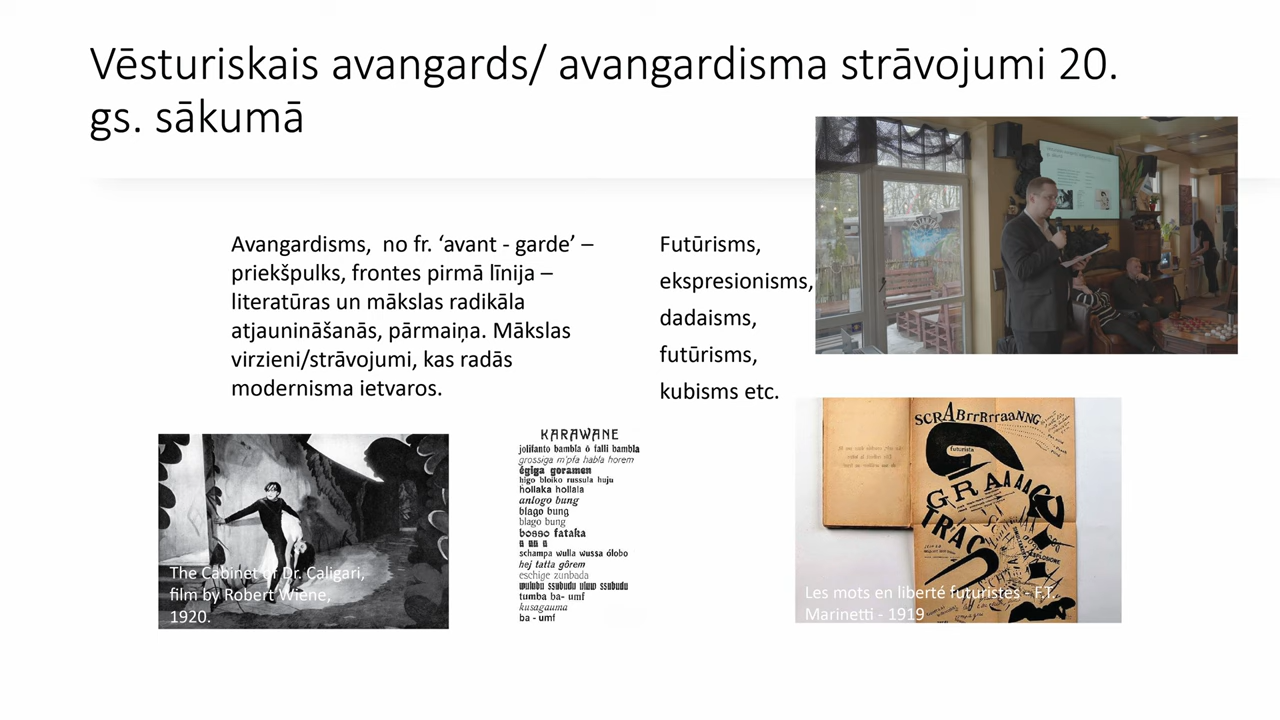 Vēsturiskais avangards/ avangardisma strāvojumi 20.
gs. sākumā
Avangardisms, no fr. ‘avant - garde’ –
priekšpulks, frontes pirmā līnija –
literatūras un mākslas radikāla
atjauninăšanās, pārmaiņa. Mākslas
virzieni/strāvojumi, kas radās
modernisma ietvaros.
Futūrisms,
ekspresionisms,
dadaisms,
futūrisms,
kubisms etc.
The Cabinet of Dr. Caligari,
film by Robert Wiene,
1920.
KARAWANE
jolifanto bambla ô falli bambla
grossiga m'pfa habla horem
égiga goramen
higo bloiko russula huju
hollaka hollala
anlogo bung
blago bung
blago bung
bosso fataka
ü üü ü
schampa wulla wussa ólobo
hej tatta gôrem
eschige zunbada
wulubu ssubudu uluw ssubudu
tumba ba- umf
kusagauma
ba - umf
SCRABrrRrraaNNG
futurista
GRAAAACO
TRAC
Les mots en liberté futuristes - F.T.
Marinetti - 1919